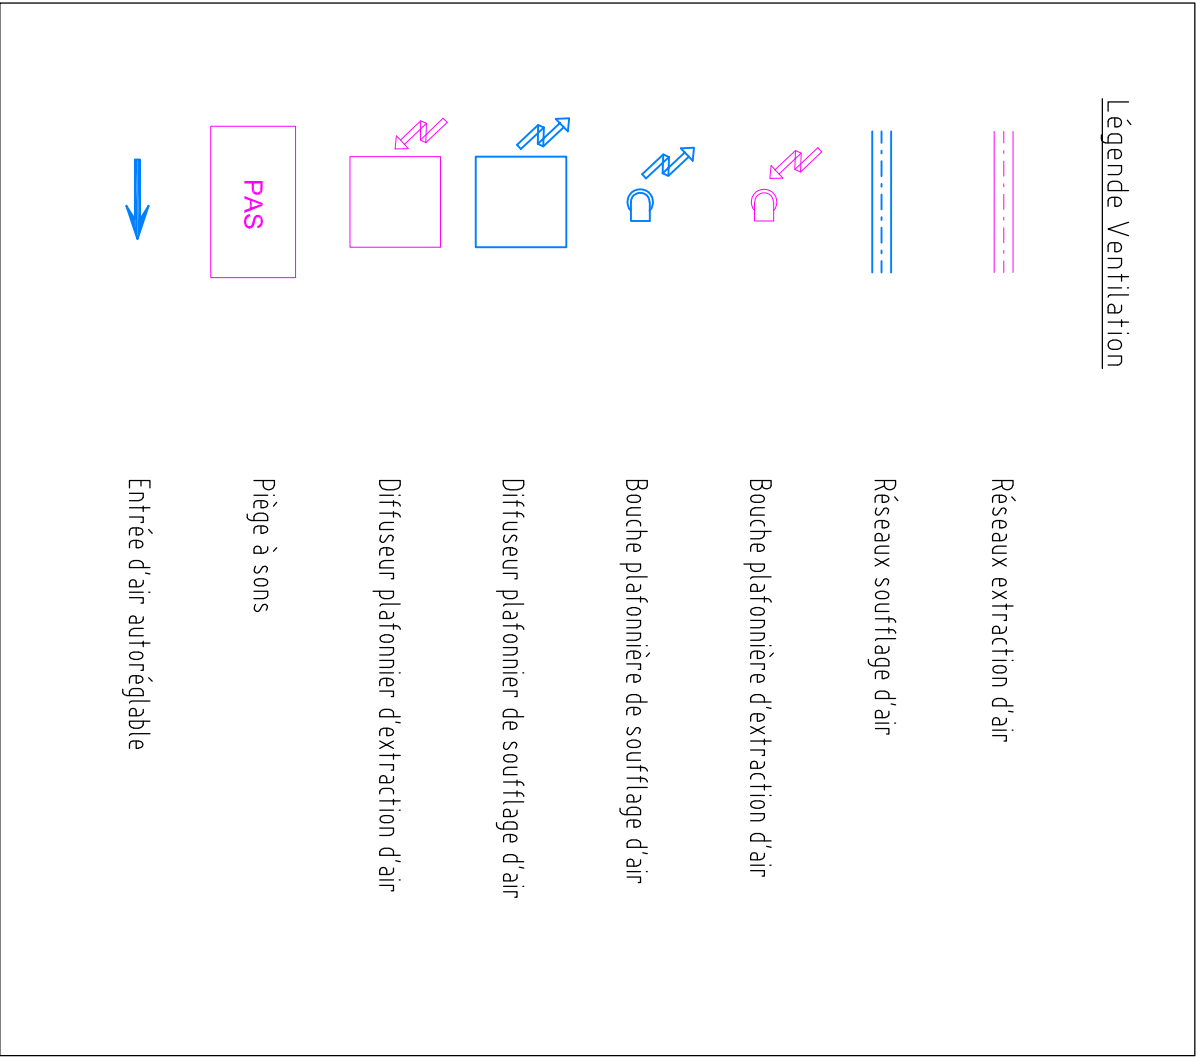 Légende Ventilation
Réseaux extraction d'air
Réseaux soufflage d'air
Bouche plafonnière d'extraction d'air
Bouche plafonnière de soufflage d'air
Diffuseur plafonnier de soufflage d'air
Diffuseur plafonnier d'extraction d'air
PAS
Piège à sons
Entrée d'air autoréglable